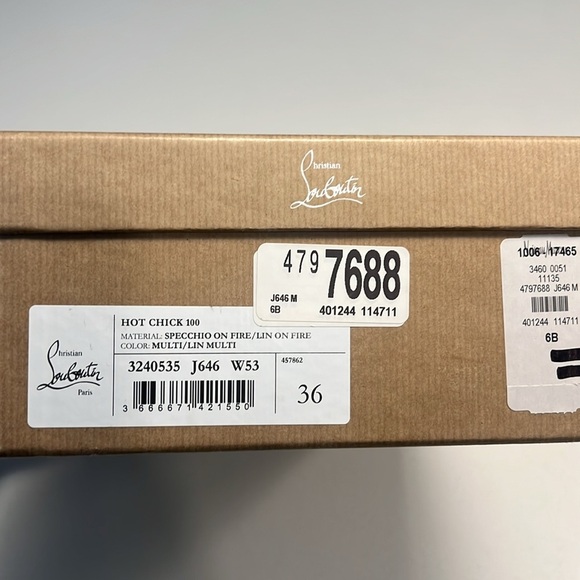 Christian
Louboutin
479 7688
J646 M
6B
401244 114711
1006 - 17465
3460 0051
11135
4797688 J646 M
401244 114711
6B
Christian
Louboutin
Paris
HOT CHICK 100
MATERIAL: SPECCHIO ON FIRE/LIN ON FIRE
COLOR: MULTI/LIN MULTI
3240535 J646 W53
3 666671 421550
457862
36